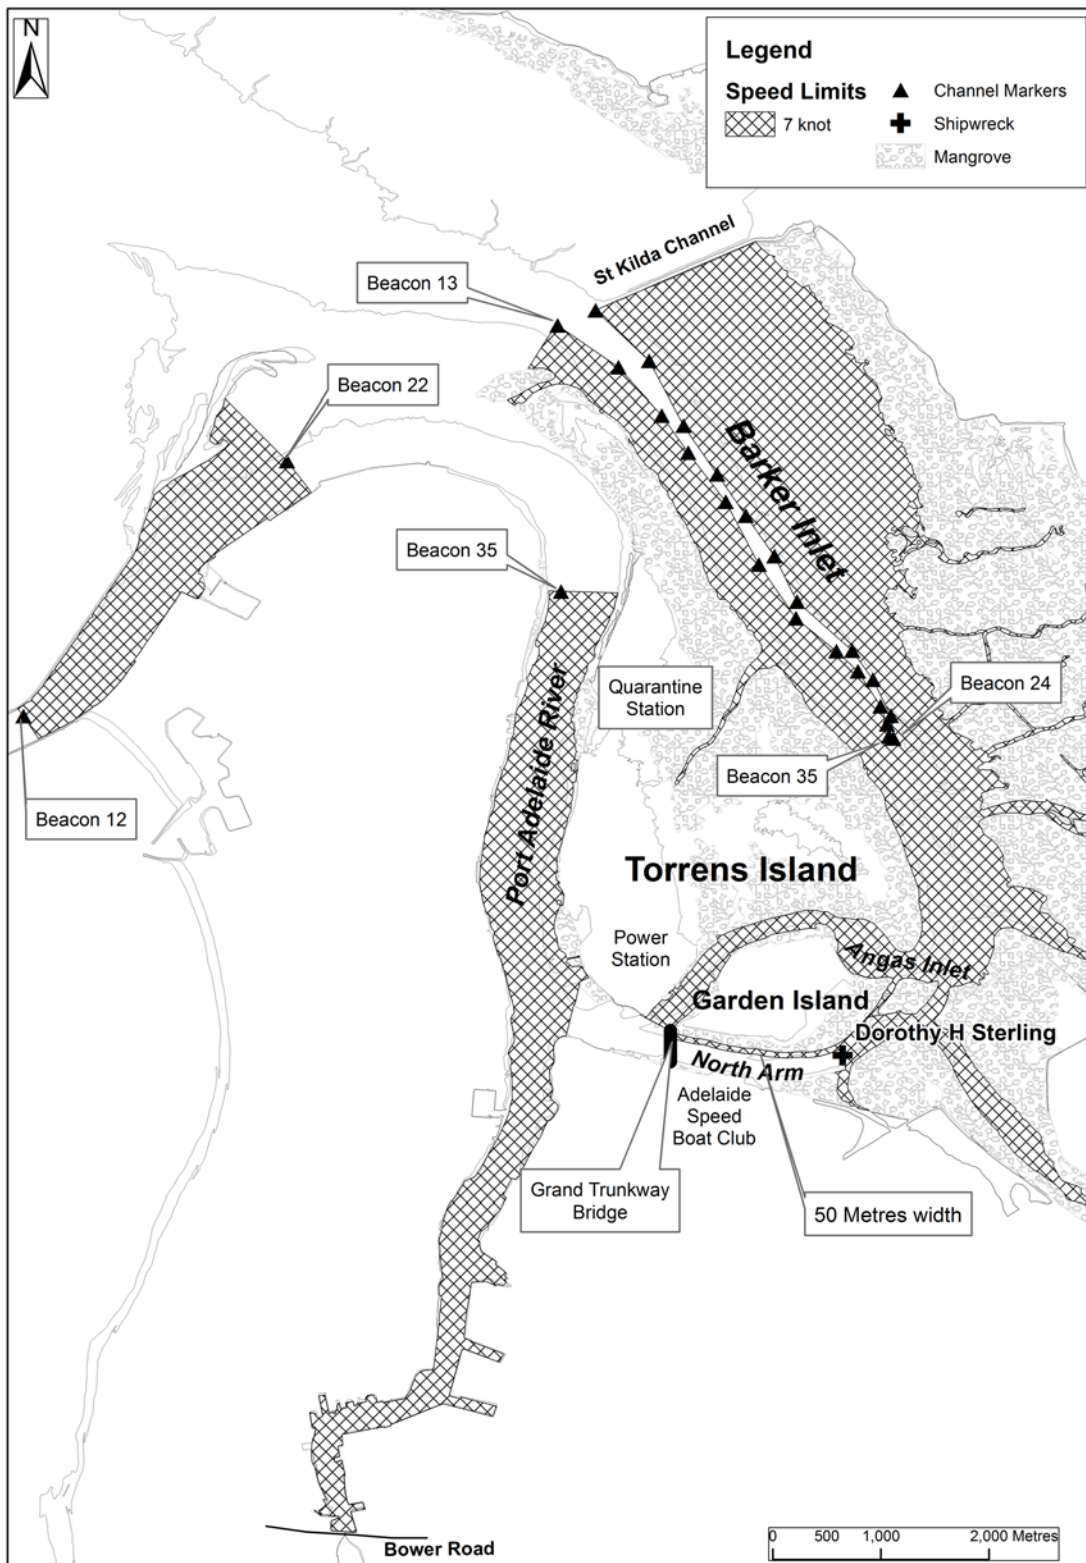 N
Legend
Speed Limits
7 knot
Channel Markers
Shipwreck
Mangrove
St Kilda Channel
Beacon 13
Beacon 22
Barker Inlet
Beacon 35
Quarantine
Station
Beacon 24
Beacon 35
Beacon 12
Port Adelaide River
Torrens Island
Power
Station
Angas Inlet
Garden Island
Dorothy H Sterling
North Arm
Adelaide
Speed
Boat Club
Grand Trunkway
Bridge
50 Metres width
Bower Road
0 500 1,000 2,000 Metres